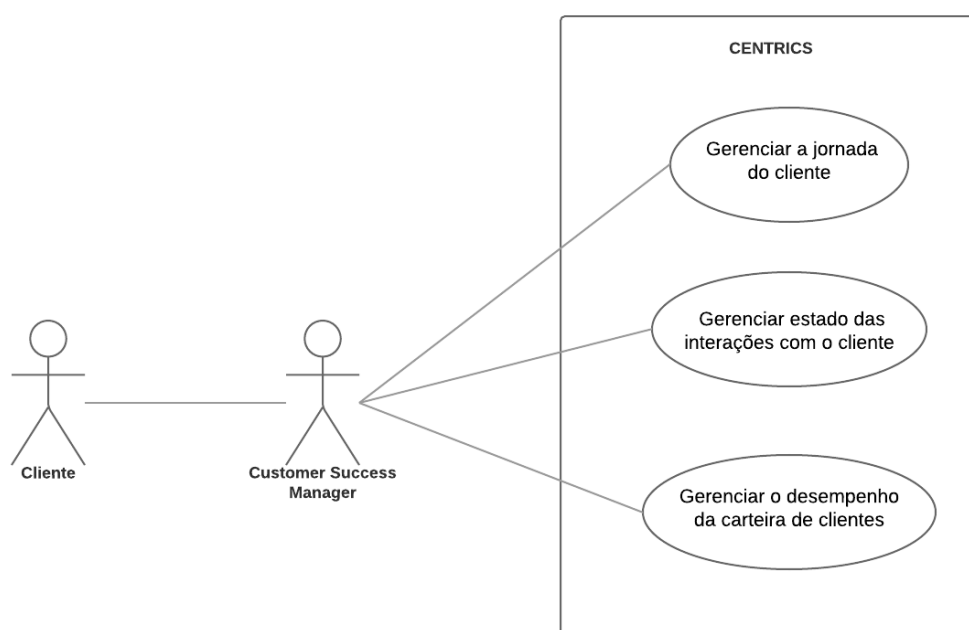 CENTRICS
Gerenciar a jornada
do cliente
Gerenciar estado das
interações com o cliente
Cliente
Customer Success
Manager
Gerenciar o desempenho
da carteira de clientes